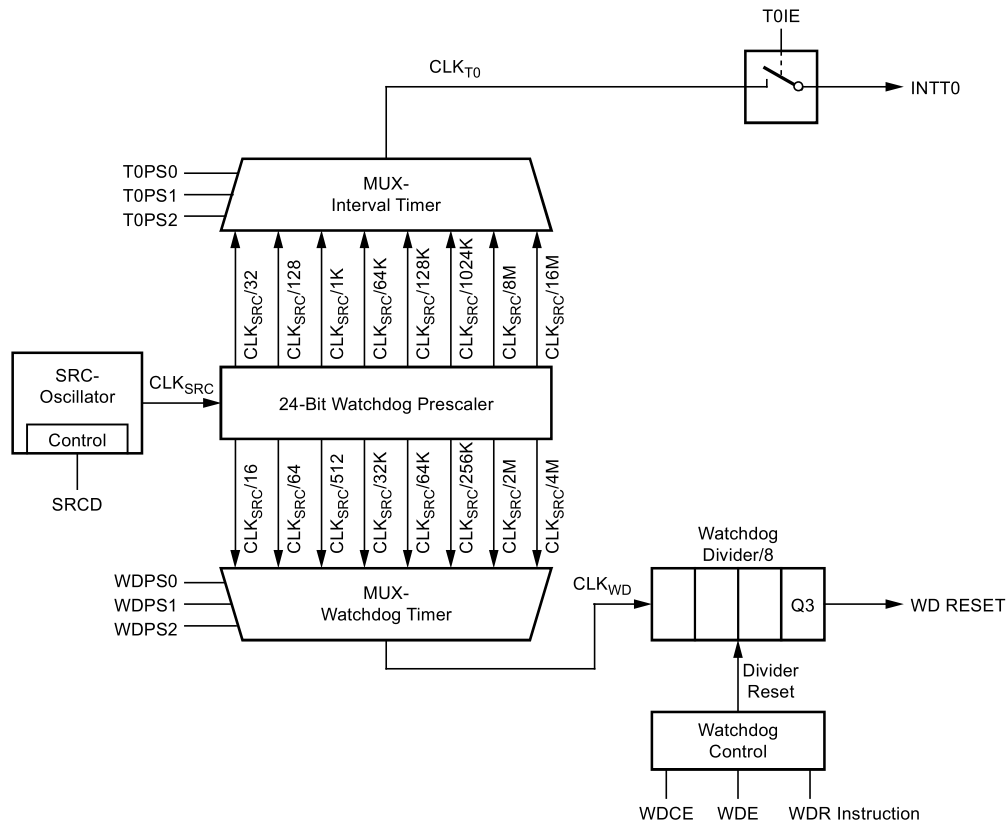 T0IE
CLKT0
INTT0
T0PS0
T0PS1
T0PS2
MUX-
Interval Timer
CLKSRC/32
CLKSRC/128
CLKSRC/1K
CLKSRC/64K
CLKSRC/128K
CLKSRC/1024K
CLKSRC/8M
CLKSRC/16M
SRC-
Oscillator
Control
SRCD
CLKSRC
24-Bit Watchdog Prescaler
CLKSRC/16
CLKSRC/64
CLKSRC/512
CLKSRC/32K
CLKSRC/64K
CLKSRC/256K
CLKSRC/2M
CLKSRC/4M
WDPS0
WDPS1
WDPS2
MUX-
Watchdog Timer
CLKWD
Watchdog
Divider/8
Q3
WD RESET
Divider
Reset
Watchdog
Control
WDCE
WDE
WDR Instruction